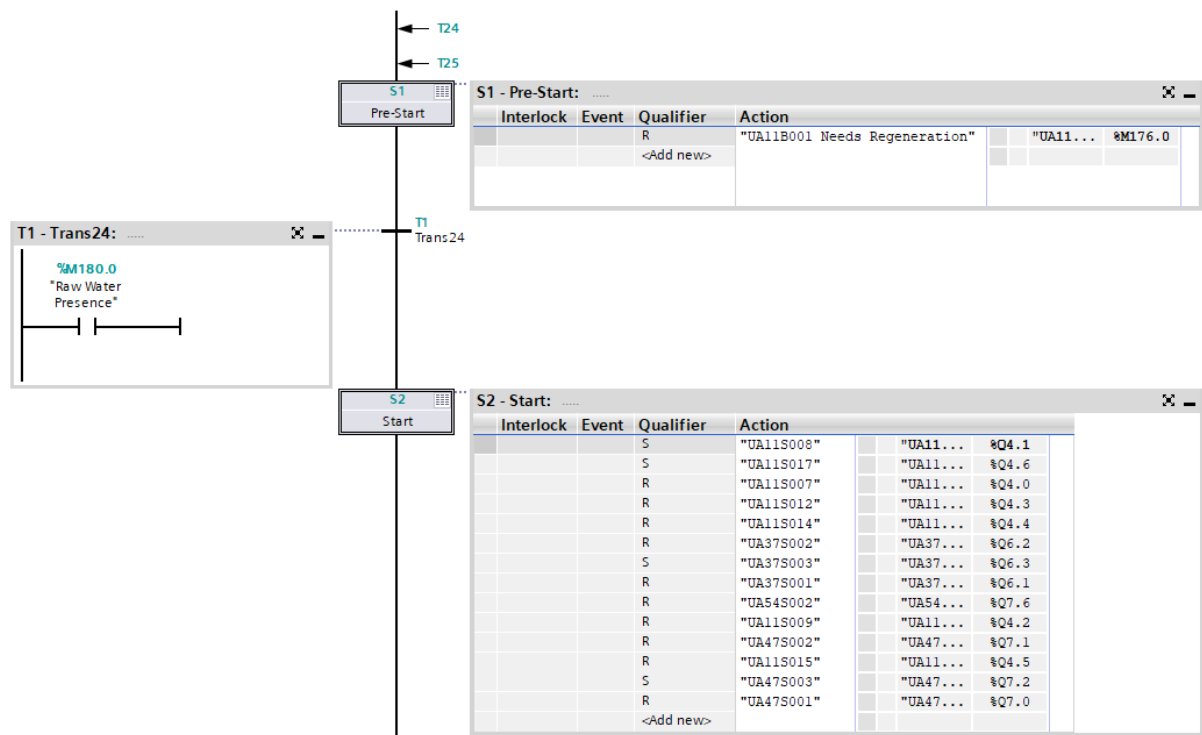 T24
T25
S1
Pre-Start
S1 - Pre-Start: .....
Interlock Event Qualifier Action
R "UA11B001 Needs Regeneration" "UA11... %M176.0
<Add new>
T1 - Trans24: .....
T1
Trans24
%M180.0
"Raw Water
Presence"
S2
Start
S2 - Start: .....
Interlock Event Qualifier Action
S "UA11S008" "UA11... %Q4.1
S "UA11S017" "UA11... %Q4.6
R "UA11S007" "UA11... %Q4.0
R "UA11S012" "UA11... %Q4.3
R "UA11S014" "UA11... %Q4.4
R "UA37S002" "UA37... %Q6.2
S "UA37S003" "UA37... %Q6.3
R "UA37S001" "UA37... %Q6.1
R "UA54S002" "UA54... %Q7.6
R "UA11S009" "UA11... %Q4.2
R "UA47S002" "UA47... %Q7.1
R "UA11S015" "UA11... %Q4.5
S "UA47S003" "UA47... %Q7.2
R "UA47S001" "UA47... %Q7.0
<Add new>